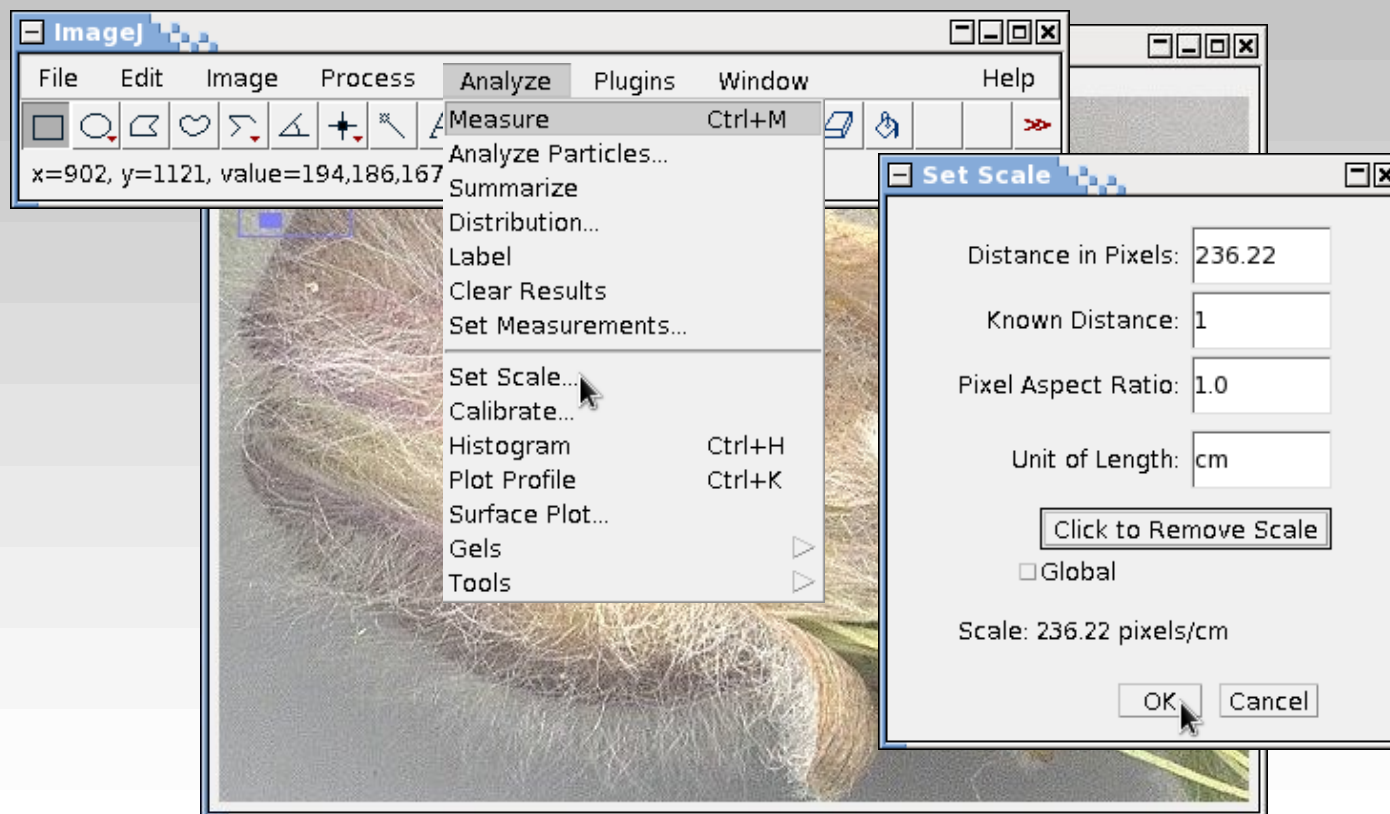 ImageJ
File Edit Image Process Analyze Plugins Window Help
x=902, y=1121, value=194,186,167
Measure Ctrl+M
Analyze Particles...
Summarize
Distribution...
Label
Clear Results
Set Measurements...
Set Scale...
Calibrate...
Histogram Ctrl+H
Plot Profile Ctrl+K
Surface Plot...
Gels
Tools
Set Scale
Distance in Pixels: 236.22
Known Distance: 1
Pixel Aspect Ratio: 1.0
Unit of Length: cm
Click to Remove Scale
Global
Scale: 236.22 pixels/cm
OK Cancel